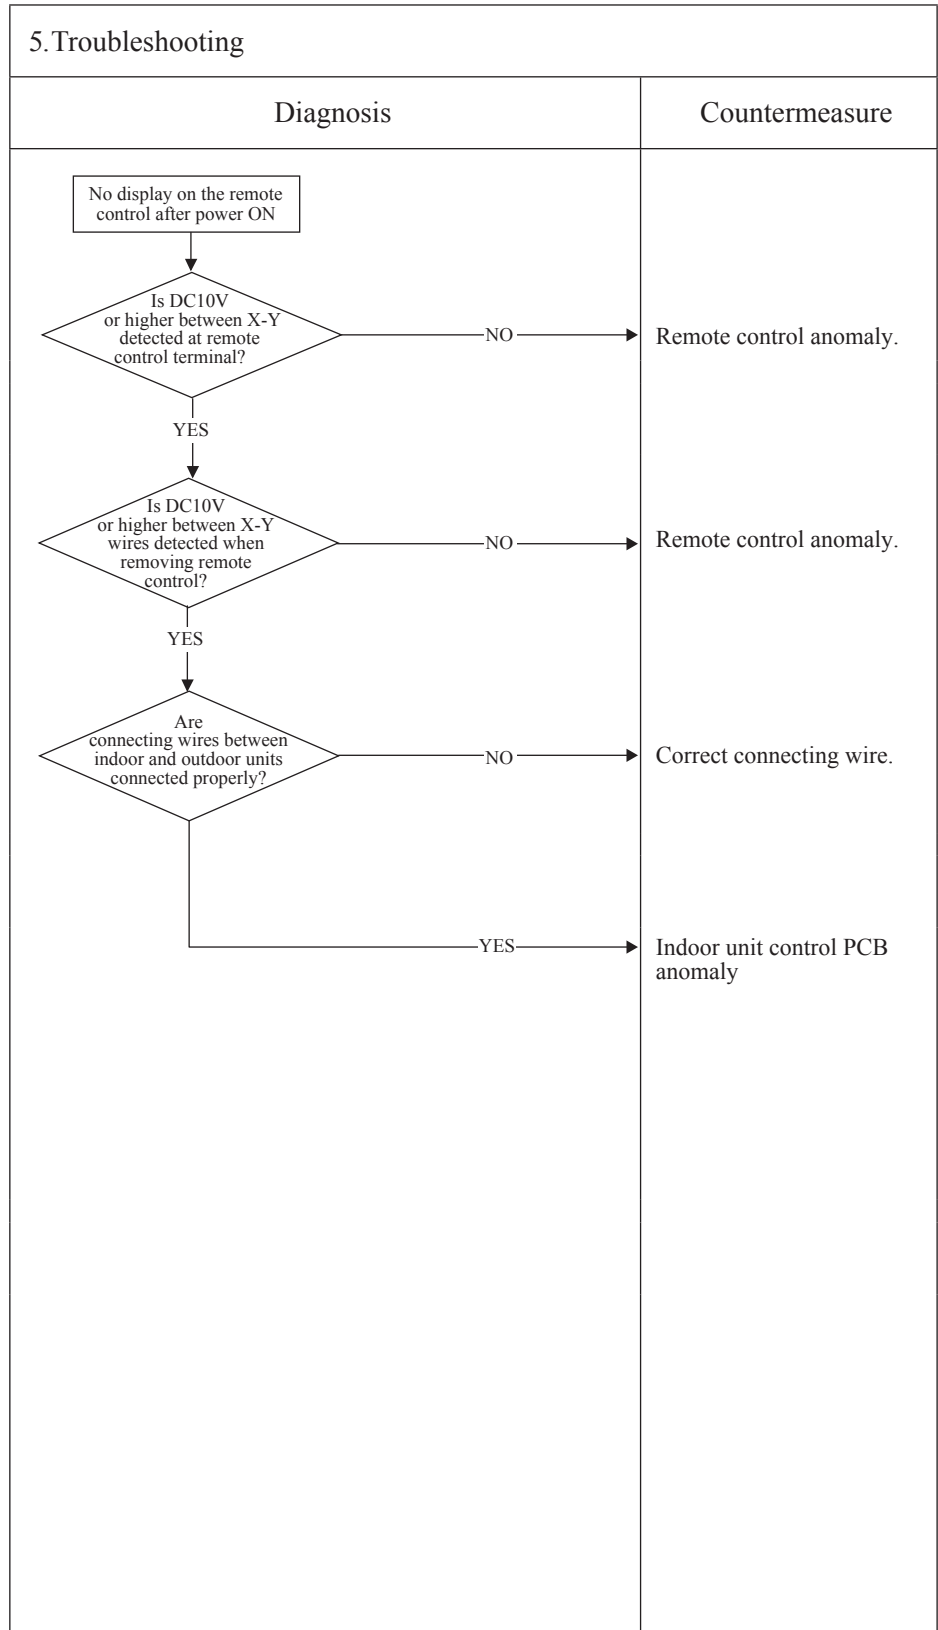 5.Troubleshooting
Diagnosis
Countermeasure
No display on the remote
control after power ON
Is DC10V
or higher between X-Y
detected at remote
control terminal?
NO
Remote control anomaly.
YES
Is DC10V
or higher between X-Y
wires detected when
removing remote
control?
NO
Remote control anomaly.
YES
Are
connecting wires between
indoor and outdoor units
connected properly?
NO
Correct connecting wire.
YES
Indoor unit control PCB
anomaly